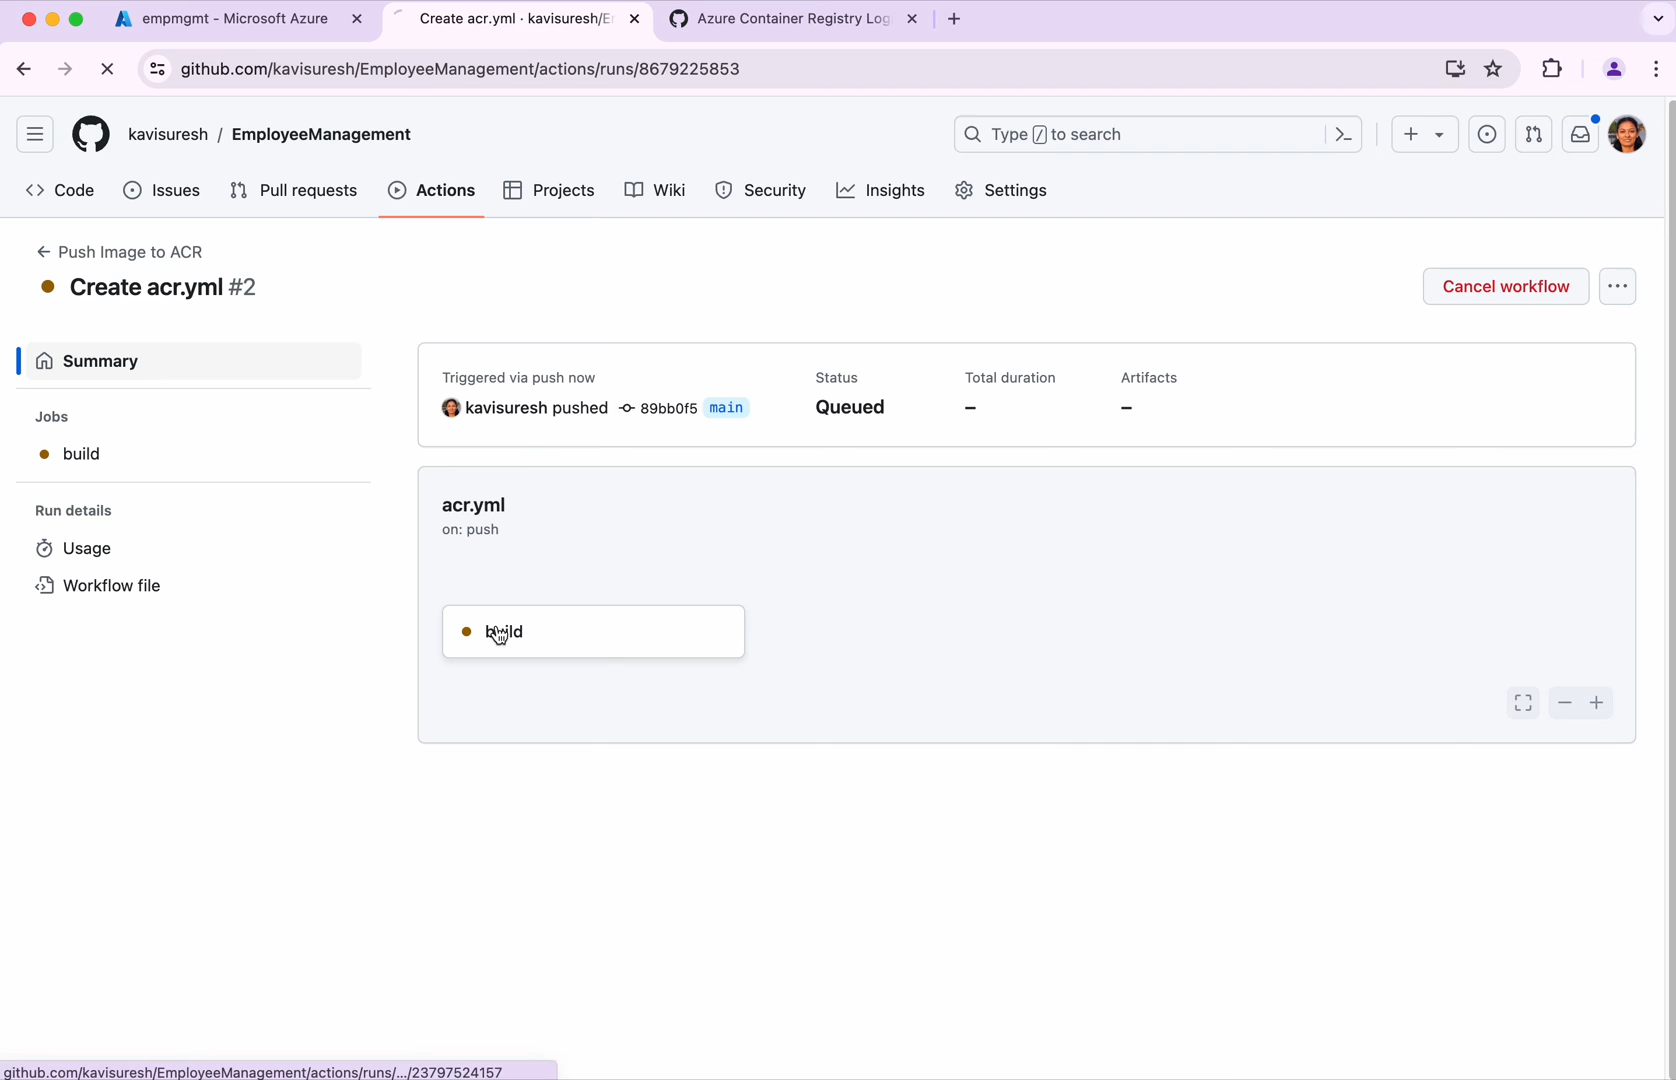 empmgmt - Microsoft Azure
Create acr.yml · kavisuresh/E
Azure Container Registry Log
github.com/kavisuresh/EmployeeManagement/actions/runs/8679225853
kavisuresh / EmployeeManagement
Type / to search
Code
Issues
Pull requests
Actions
Projects
Wiki
Security
Insights
Settings
← Push Image to ACR
Create acr.yml #2
Cancel workflow
Summary
Jobs
build
Run details
Usage
Workflow file
Triggered via push now
kavisuresh pushed 89bb0f5 main
Status
Queued
Total duration
–
Artifacts
–
acr.yml
on: push
build
github.com/kavisuresh/EmployeeManagement/actions/runs/.../23797524157